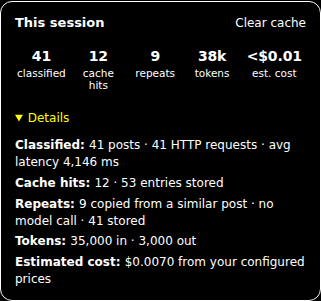 This session
Clear cache
41
12
9
38k
<$0.01
classified
cache
hits
repeats
tokens
est. cost
▼ Details
Classified: 41 posts · 41 HTTP requests · avg
latency 4,146 ms
Cache hits: 12 · 53 entries stored
Repeats: 9 copied from a similar post · no
model call · 41 stored
Tokens: 35,000 in · 3,000 out
Estimated cost: $0.0070 from your configured
prices